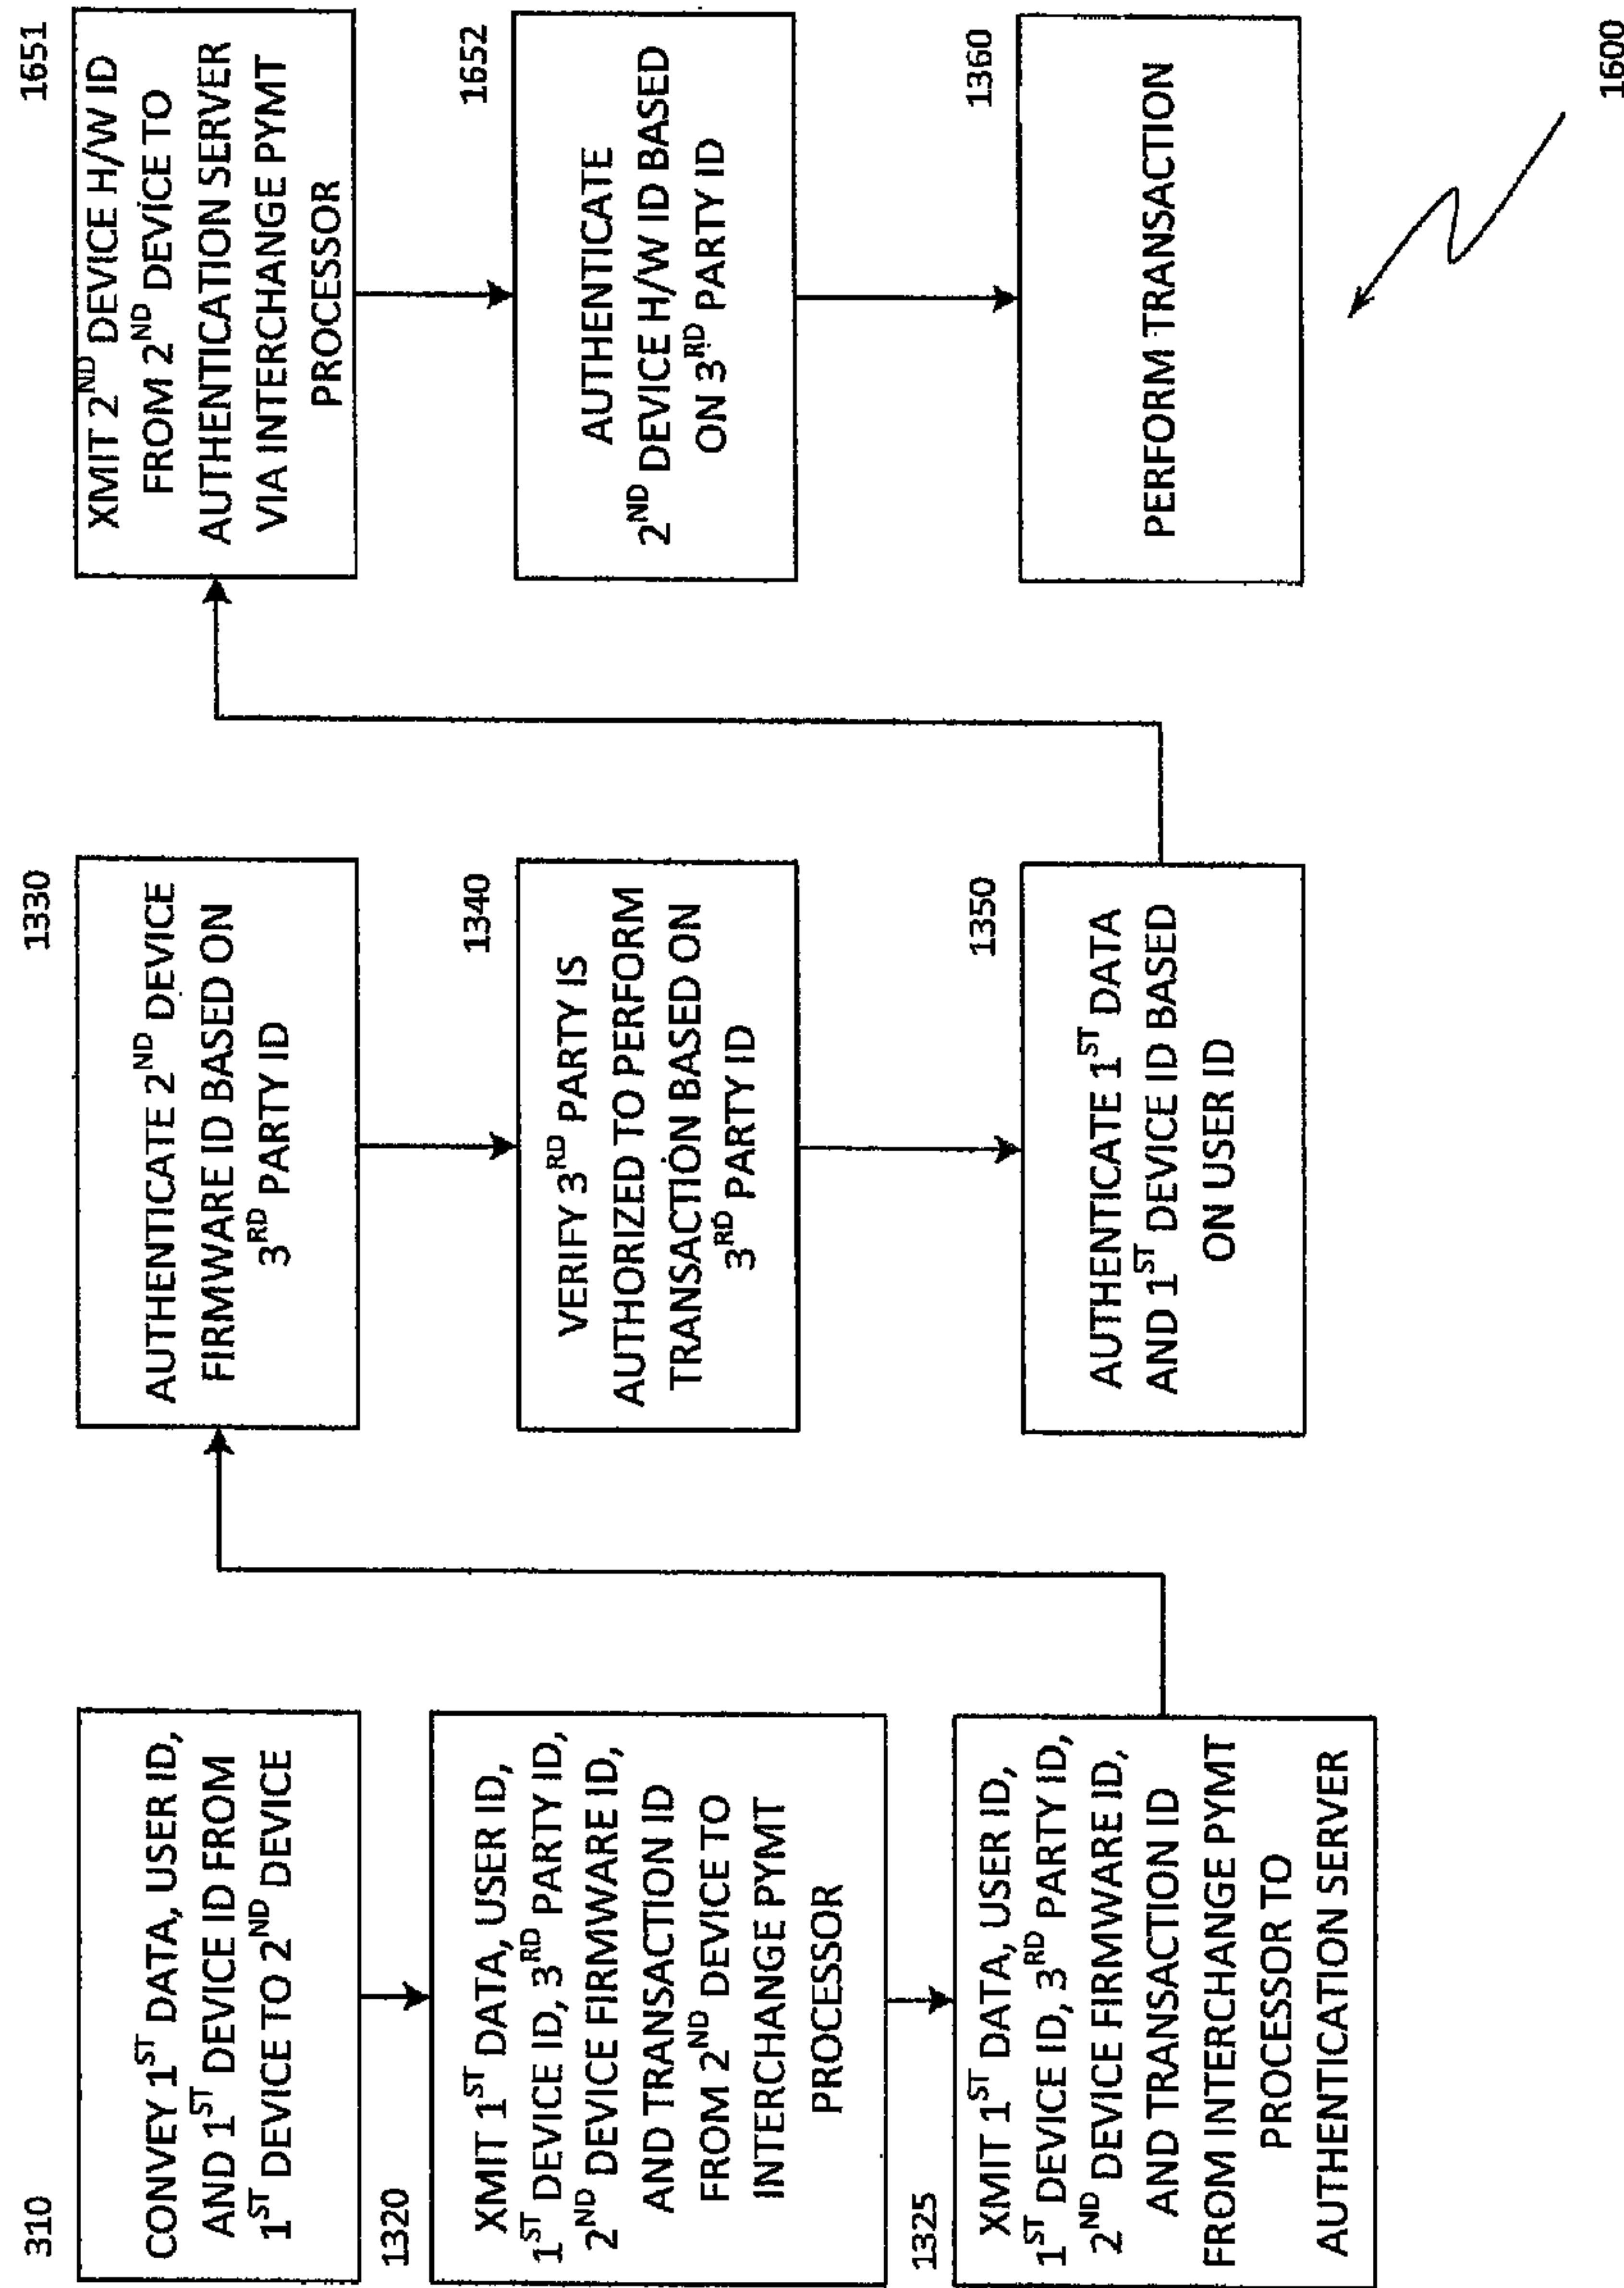 310
CONVEY 1ST DATA, USER ID,
AND 1ST DEVICE ID FROM
1ST DEVICE TO 2ND DEVICE
1320
XMIT 1ST DATA, USER ID,
1ST DEVICE ID, 3RD PARTY ID,
2ND DEVICE FIRMWARE ID,
AND TRANSACTION ID
FROM 2ND DEVICE TO
INTERCHANGE PYMT
PROCESSOR
1325
XMIT 1ST DATA, USER ID,
1ST DEVICE ID, 3RD PARTY ID,
2ND DEVICE FIRMWARE ID,
AND TRANSACTION ID
FROM INTERCHANGE PYMT
PROCESSOR TO
AUTHENTICATION SERVER
1330
AUTHENTICATE 2ND DEVICE
FIRMWARE ID BASED ON
3RD PARTY ID
1340
VERIFY 3RD PARTY IS
AUTHORIZED TO PERFORM
TRANSACTION BASED ON
3RD PARTY ID
1350
AUTHENTICATE 1ST DATA
AND 1ST DEVICE ID BASED
ON USER ID
1651
XMIT 2ND DEVICE H/W ID
FROM 2ND DEVICE TO
AUTHENTICATION SERVER
VIA INTERCHANGE PYMT
PROCESSOR
1652
AUTHENTICATE
2ND DEVICE H/W ID BASED
ON 3RD PARTY ID
1360
PERFORM TRANSACTION
1600